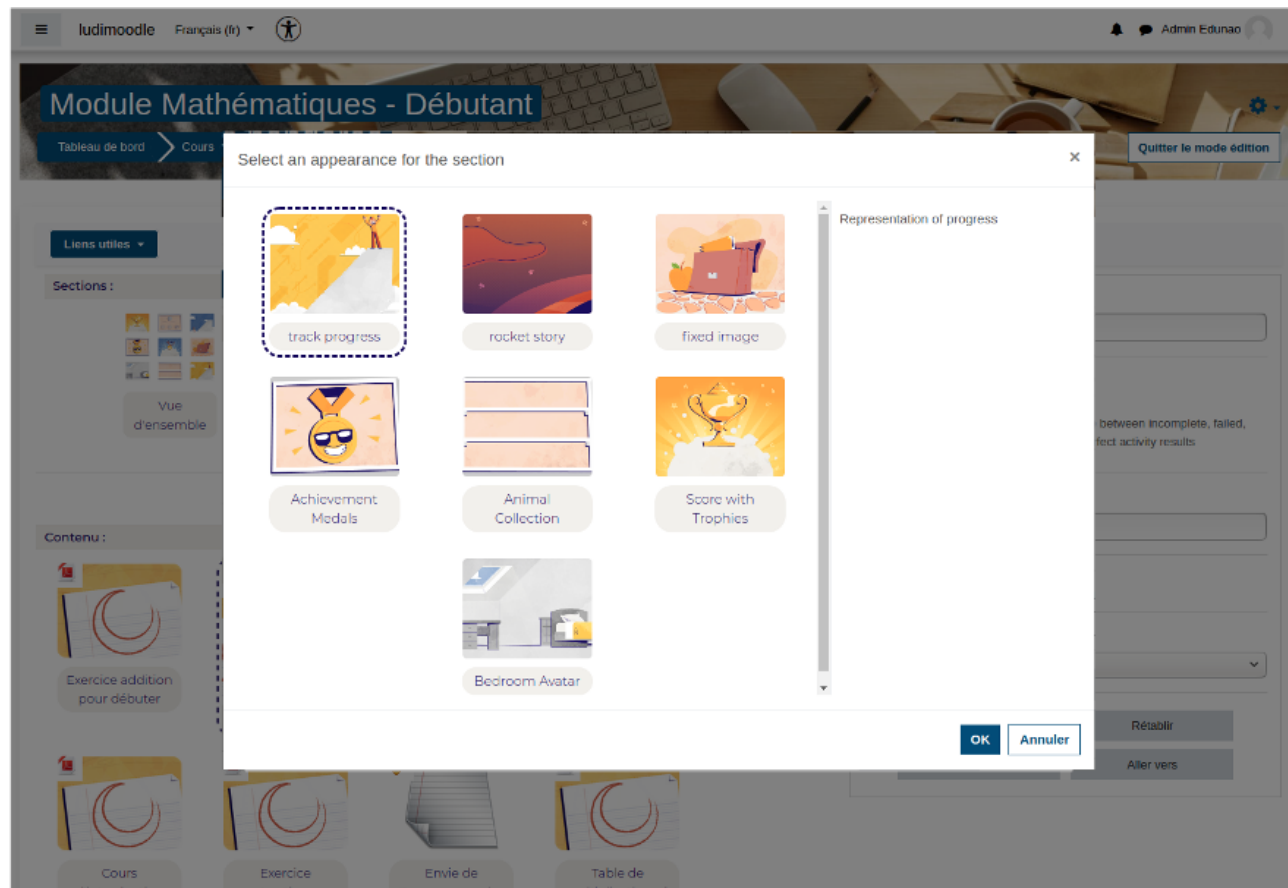 ludimoodle Français (fr)
Admin Edunao
Module Mathématiques - Débutant
Tableau de bord Cours
Quitter le mode édition
Select an appearance for the section
×
Liens utiles
Sections :
Vue
d'ensemble
track progress
rocket story
fixed image
Achievement
Medals
Animal
Collection
Score with
Trophies
Bedroom Avatar
Representation of progress
between incomplete, failed,
fect activity results
Contenu :
Exercice addition
pour débuter
OK
Annuler
Rétablir
Aller vers
Cours
Exercice
Envie de
Table de